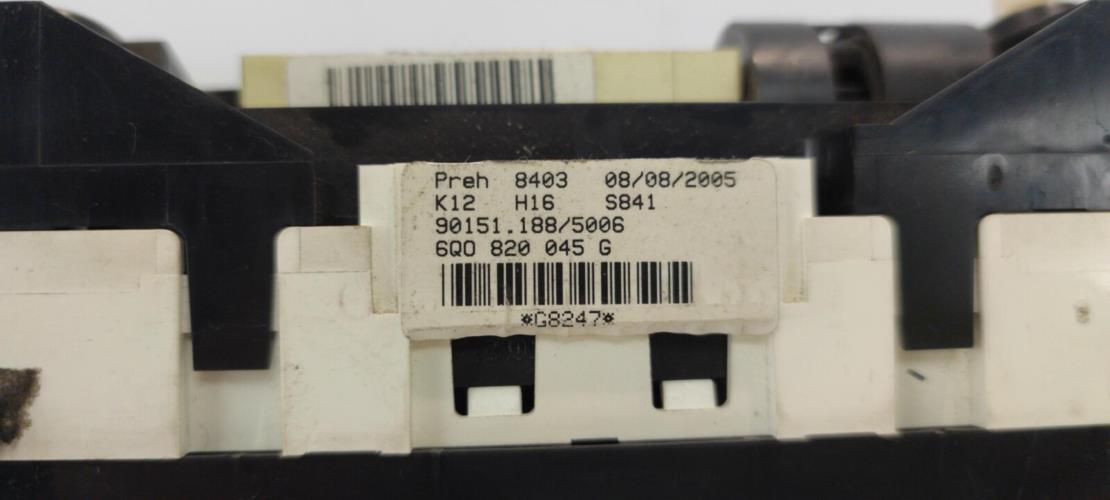 Preh 8403 08/08/2005
K12 H16 S841
90151.188/5006
6Q0 820 045 G
*G8247*